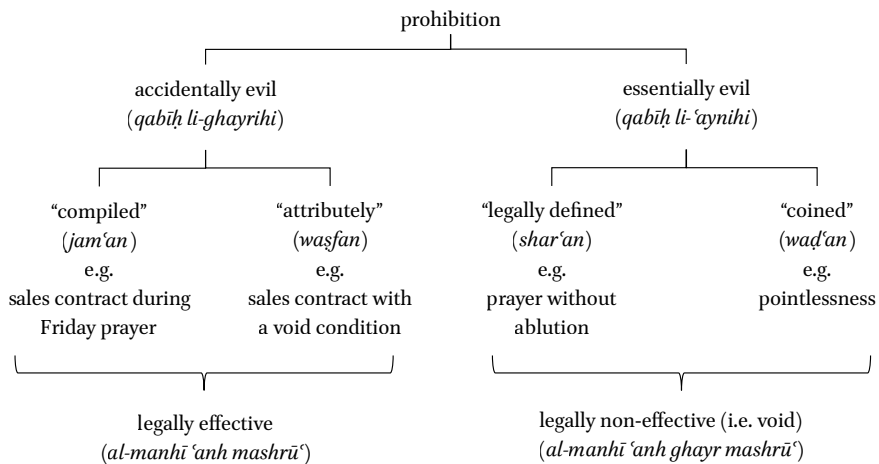 prohibition
accidentally evil
(qabīḥ li-ghayrihi)
essentially evil
(qabīḥ li-ʿaynihi)
“compiled”
(jamʿan)
e.g.
sales contract during
Friday prayer
“attributely”
(waṣfan)
e.g.
sales contract with
a void condition
“legally defined”
(sharʿan)
e.g.
prayer without
ablution
“coined”
(waḍʿan)
e.g.
pointlessness
legally effective
(al-manhī ʿanh mashrūʿ)
legally non-effective (i.e. void)
(al-manhī ʿanh ghayr mashrūʿ)